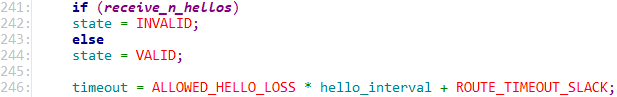 241: if (receive_n_hellos)
242: state = INVALID;
243: else
244: state = VALID;
245:
246: timeout = ALLOWED_HELLO_LOSS * hello_interval + ROUTE_TIMEOUT_SLACK;